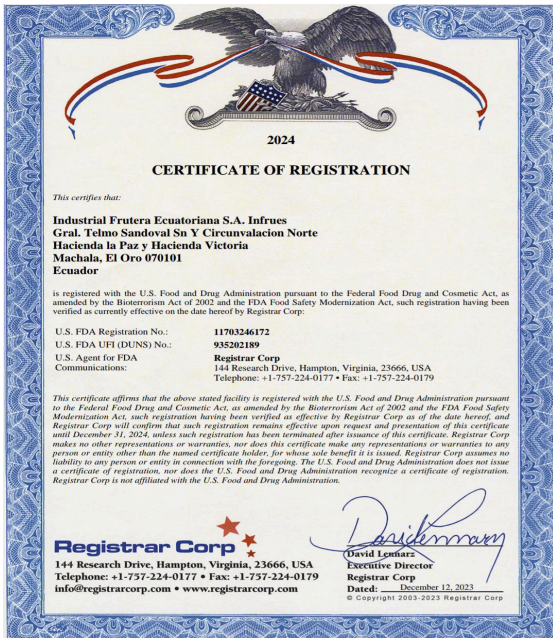 2024
CERTIFICATE OF REGISTRATION
This certifies that:
Industrial Frutera Ecuatoriana S.A. Infrues
Gral. Telmo Sandoval Sn Y Circunvalacion Norte
Hacienda la Paz y Hacienda Victoria
Machala, El Oro 070101
Ecuador
is registered with the U.S. Food and Drug Administration pursuant to the Federal Food Drug and Cosmetic Act, as
amended by the Bioterrorism Act of 2002 and the FDA Food Safety Modernization Act, such registration having been
verified as currently effective on the date hereof by Registrar Corp:
U.S. FDA Registration No.: 11703246172
U.S. FDA UFI (DUNS) No.: 935202189
U.S. Agent for FDA Registrar Corp
Communications: 144 Research Drive, Hampton, Virginia, 23666, USA
Telephone: +1-757-224-0177 • Fax: +1-757-224-0179
This certificate affirms that the above stated facility is registered with the U.S. Food and Drug Administration pursuant
to the Federal Food Drug and Cosmetic Act, as amended by the Bioterrorism Act of 2002 and the FDA Food Safety
Modernization Act, such registration having been verified as effective by Registrar Corp as of the date hereof, and
Registrar Corp will confirm that such registration remains effective upon request and presentation of this certificate
until December 31, 2024, unless such registration has been terminated after issuance of this certificate. Registrar Corp
makes no other representations or warranties, nor does this certificate make any representations or warranties to any
person or entity other than the named certificate holder, for whose sole benefit it is issued. Registrar Corp assumes no
liability to any person or entity in connection with the foregoing. The U.S. Food and Drug Administration does not issue
a certificate of registration, nor does the U.S. Food and Drug Administration recognize a certificate of registration.
Registrar Corp is not affiliated with the U.S. Food and Drug Administration.
Registrar Corp
144 Research Drive, Hampton, Virginia, 23666, USA
Telephone: +1-757-224-0177 • Fax: +1-757-224-0179
info@registrarcorp.com • www.registrarcorp.com
David Lennarz
David Lennarz
Executive Director
Registrar Corp
Dated: December 12, 2023
© Copyright 2003-2023 Registrar Corp